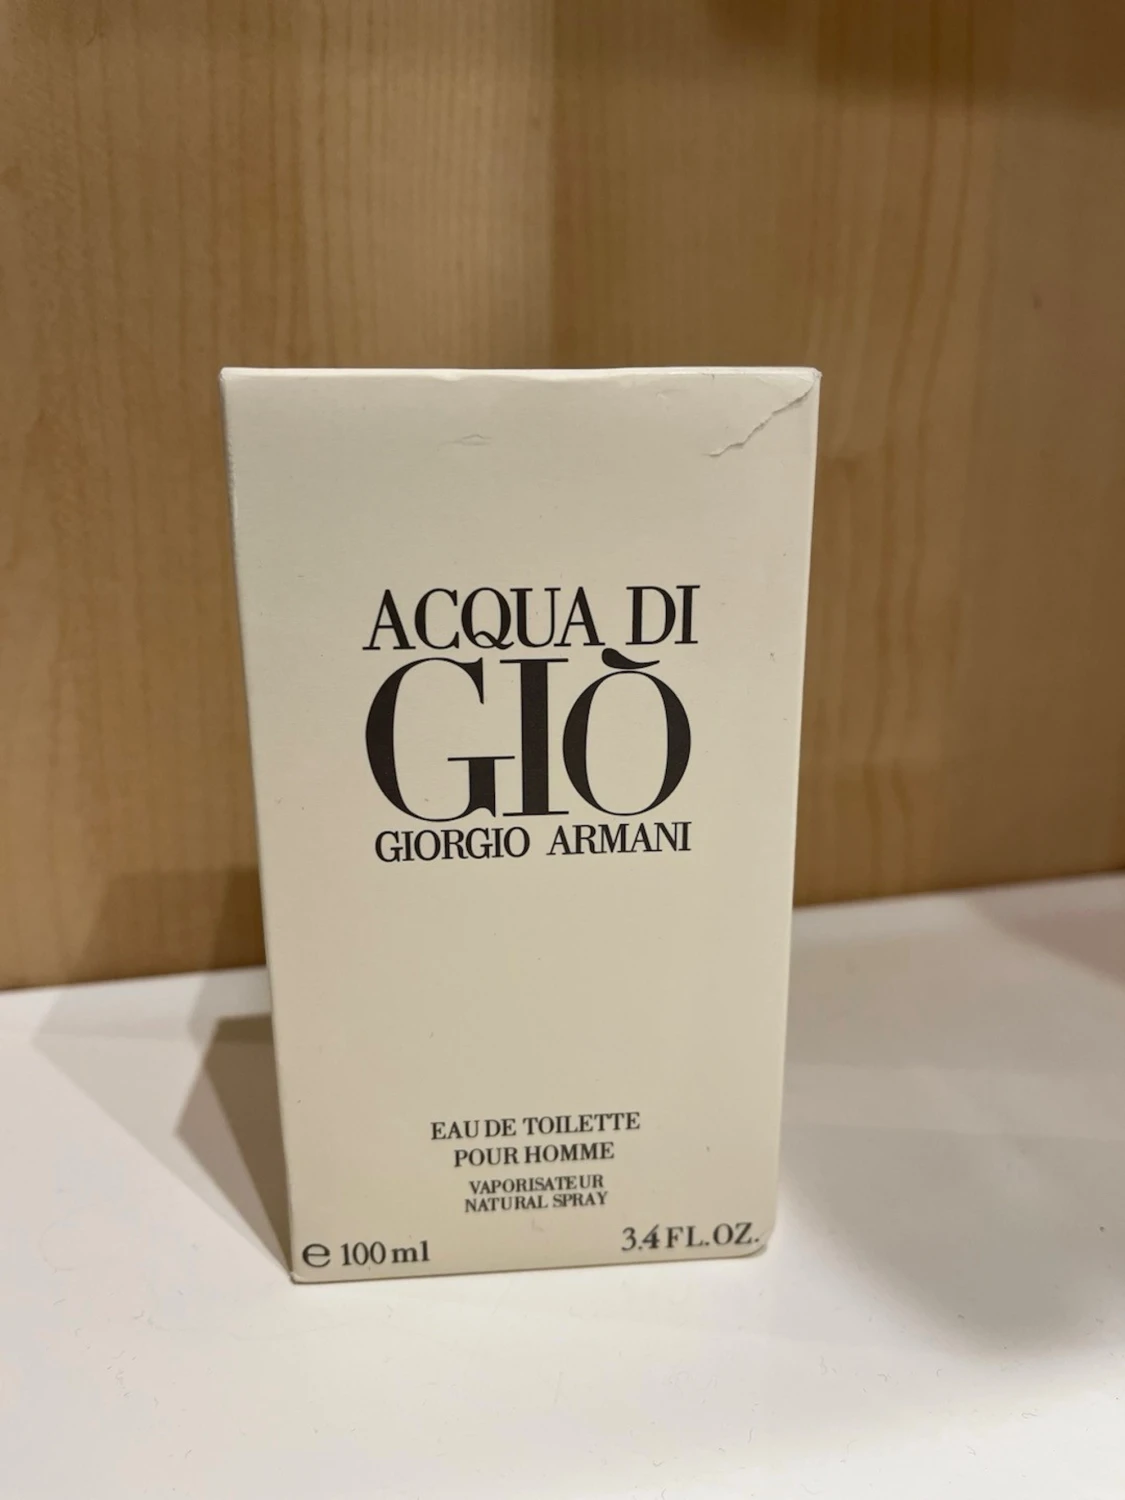 ACQUA DI
GIÒ
GIORGIO ARMANI
EAU DE TOILETTE
POUR HOMME
VAPORISATEUR
NATURAL SPRAY
℮ 100 ml 3.4 FL.OZ.